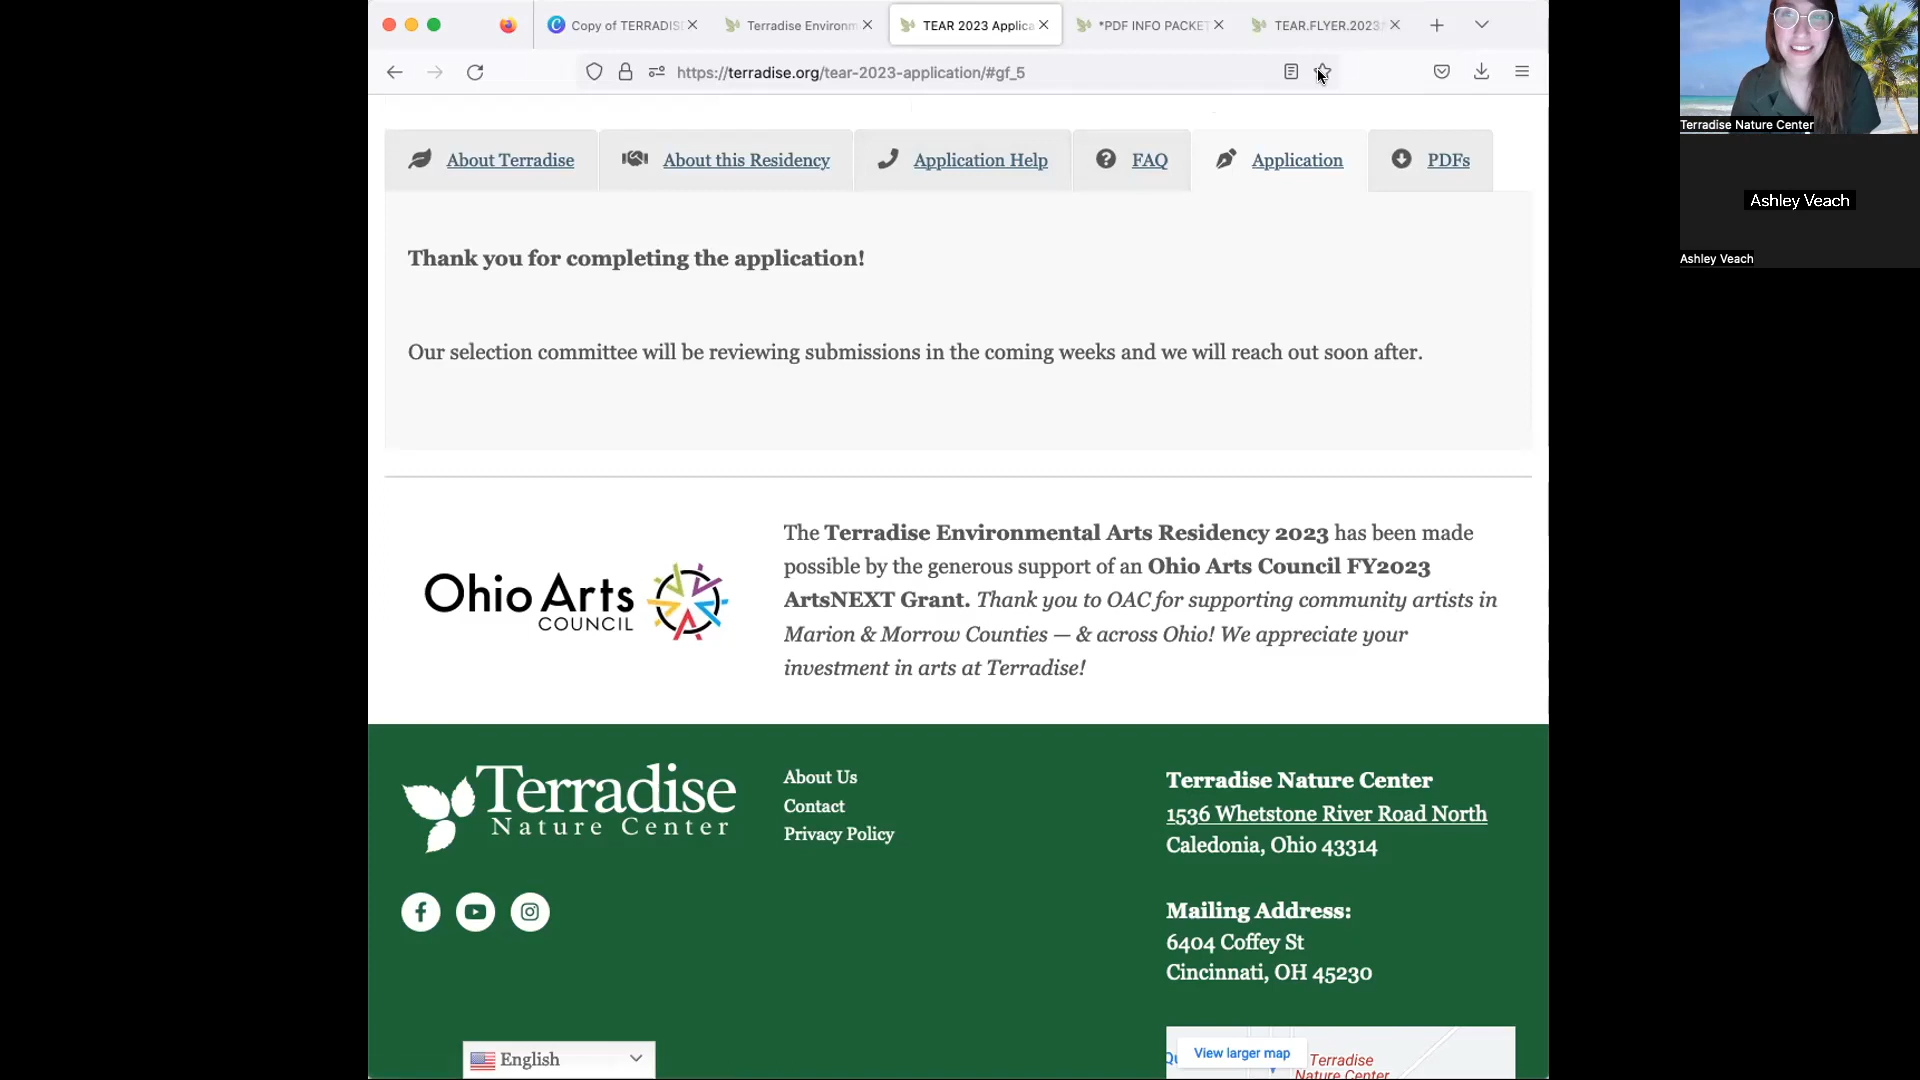 Copy of TERRADIS
Terradise Environm
TEAR 2023 Applica
*PDF INFO PACKET
TEAR.FLYER.2023
https://terradise.org/tear-2023-application/#gf_5
Terradise Nature Center
Ashley Veach
Ashley Veach
About Terradise
About this Residency
Application Help
FAQ
Application
PDFs
Thank you for completing the application!
Our selection committee will be reviewing submissions in the coming weeks and we will reach out soon after.
Ohio Arts
COUNCIL
The Terradise Environmental Arts Residency 2023 has been made
possible by the generous support of an Ohio Arts Council FY2023
ArtsNEXT Grant. Thank you to OAC for supporting community artists in
Marion & Morrow Counties — & across Ohio! We appreciate your
investment in arts at Terradise!
Terradise
Nature Center
About Us
Contact
Privacy Policy
Terradise Nature Center
1536 Whetstone River Road North
Caledonia, Ohio 43314
Mailing Address:
6404 Coffey St
Cincinnati, OH 45230
English
View larger map
Terradise
Nature Center